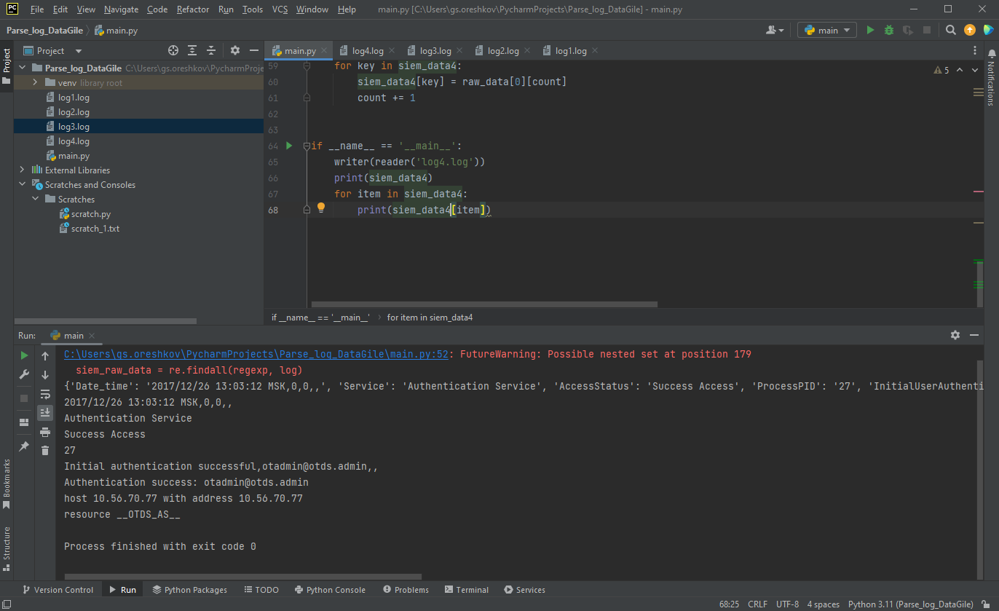 PC File Edit View Navigate Code Refactor Run Tools VCS Window Help main.py [C:\Users\gs.oreshkov\PycharmProjects\Parse_log_DataGile] - main.py
Parse_log_DataGile main.py main
Project
Project
main.py log4.log log3.log log2.log log1.log
Parse_log_DataGile C:\Users\gs.oreshkov\PycharmProje
venv library root
log1.log
log2.log
log3.log
log4.log
main.py
External Libraries
Scratches and Consoles
Scratches
scratch.py
scratch_1.txt
59 for key in siem_data4:
60 siem_data4[key] = raw_data[0][count]
61 count += 1
62
63
64 if __name__ == '__main__':
65 writer(reader('log4.log'))
66 print(siem_data4)
67 for item in siem_data4:
68 print(siem_data4[item])
5
Notifications
if __name__ == '__main__' for item in siem_data4
Run: main
C:\Users\gs.oreshkov\PycharmProjects\Parse_log_DataGile\main.py:52: FutureWarning: Possible nested set at position 179
siem_raw_data = re.findall(regexp, log)
{'Date_time': '2017/12/26 13:03:12 MSK,0,0,,', 'Service': 'Authentication Service', 'AccessStatus': 'Success Access', 'ProcessPID': '27', 'InitialUserAuthenti
2017/12/26 13:03:12 MSK,0,0,,
Authentication Service
Success Access
27
Initial authentication successful,otadmin@otds.admin,,
Authentication success: otadmin@otds.admin
host 10.56.70.77 with address 10.56.70.77
resource __OTDS_AS__
Process finished with exit code 0
Bookmarks
Structure
Version Control Run Python Packages TODO Python Console Problems Terminal Services
68:25 CRLF UTF-8 4 spaces Python 3.11 (Parse_log_DataGile)